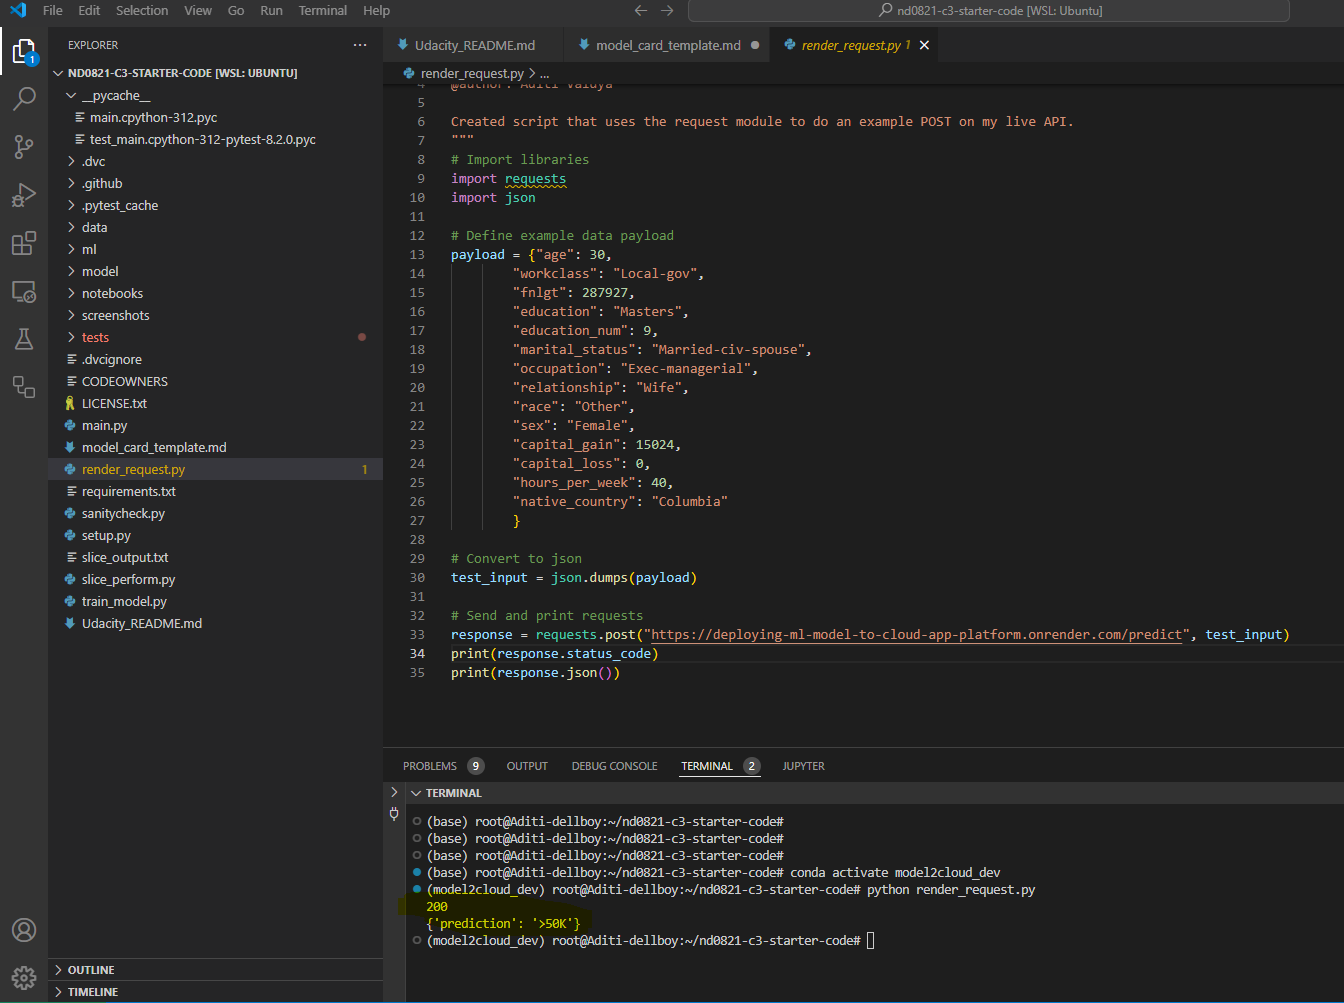 File Edit Selection View Go Run Terminal Help
nd0821-c3-starter-code [WSL: Ubuntu]
1
EXPLORER
ND0821-C3-STARTER-CODE [WSL: UBUNTU]
__pycache__
main.cpython-312.pyc
test_main.cpython-312-pytest-8.2.0.pyc
.dvc
.github
.pytest_cache
data
ml
model
notebooks
screenshots
tests
.dvcignore
CODEOWNERS
LICENSE.txt
main.py
model_card_template.md
render_request.py 1
requirements.txt
sanitycheck.py
setup.py
slice_output.txt
slice_perform.py
train_model.py
Udacity_README.md
OUTLINE
TIMELINE
Udacity_README.md model_card_template.md render_request.py 1
render_request.py > ...
4 @author: Aditi Vaidya
5
6 Created script that uses the request module to do an example POST on my live API.
7 """
8 # Import libraries
9 import requests
10 import json
11
12 # Define example data payload
13 payload = {"age": 30,
14 "workclass": "Local-gov",
15 "fnlgt": 287927,
16 "education": "Masters",
17 "education_num": 9,
18 "marital_status": "Married-civ-spouse",
19 "occupation": "Exec-managerial",
20 "relationship": "Wife",
21 "race": "Other",
22 "sex": "Female",
23 "capital_gain": 15024,
24 "capital_loss": 0,
25 "hours_per_week": 40,
26 "native_country": "Columbia"
27 }
28
29 # Convert to json
30 test_input = json.dumps(payload)
31
32 # Send and print requests
33 response = requests.post("https://deploying-ml-model-to-cloud-app-platform.onrender.com/predict", test_input)
34 print(response.status_code)
35 print(response.json())
PROBLEMS 9 OUTPUT DEBUG CONSOLE TERMINAL 2 JUPYTER
TERMINAL
(base) root@Aditi-dellboy:~/nd0821-c3-starter-code#
(base) root@Aditi-dellboy:~/nd0821-c3-starter-code#
(base) root@Aditi-dellboy:~/nd0821-c3-starter-code#
(base) root@Aditi-dellboy:~/nd0821-c3-starter-code# conda activate model2cloud_dev
(model2cloud_dev) root@Aditi-dellboy:~/nd0821-c3-starter-code# python render_request.py
200
{'prediction': '>50K'}
(model2cloud_dev) root@Aditi-dellboy:~/nd0821-c3-starter-code#